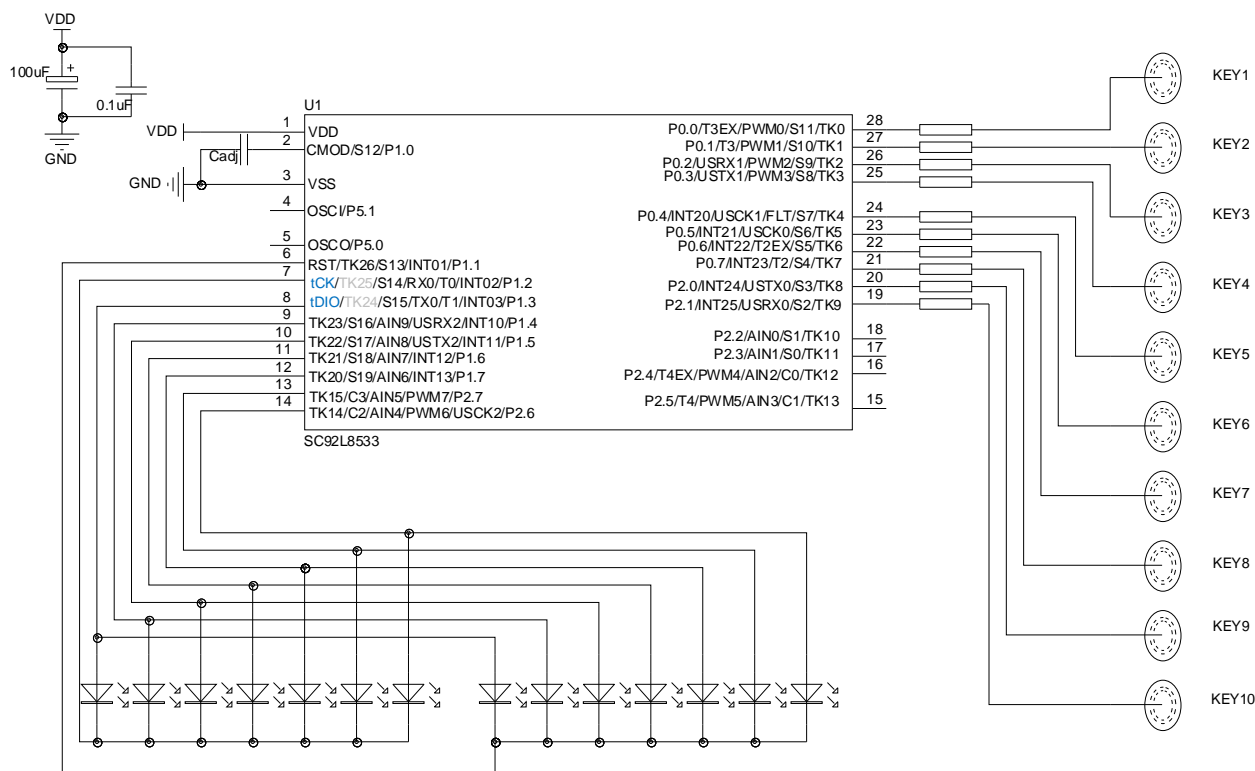 VDD
100uF
+
0.1uF
GND
U1
VDD
1
VDD
Cadj
2
CMOD/S12/P1.0
GND
3
VSS
4
OSCI/P5.1
5
OSCO/P5.0
6
RST/TK26/S13/INT01/P1.1
7
tCK/TK25/S14/RX0/T0/INT02/P1.2
8
tDIO/TK24/S15/TX0/T1/INT03/P1.3
9
TK23/S16/AIN9/USRX2/INT10/P1.4
10
TK22/S17/AIN8/USTX2/INT11/P1.5
11
TK21/S18/AIN7/INT12/P1.6
12
TK20/S19/AIN6/INT13/P1.7
13
TK15/C3/AIN5/PWM7/P2.7
14
TK14/C2/AIN4/PWM6/USCK2/P2.6
SC92L8533
P0.0/T3EX/PWM0/S11/TK0
28
P0.1/T3/PWM1/S10/TK1
27
P0.2/USRX1/PWM2/S9/TK2
26
P0.3/USTX1/PWM3/S8/TK3
25
P0.4/INT20/USCK1/FLT/S7/TK4
24
P0.5/INT21/USCK0/S6/TK5
23
P0.6/INT22/T2EX/S5/TK6
22
P0.7/INT23/T2/S4/TK7
21
P2.0/INT24/USTX0/S3/TK8
20
P2.1/INT25/USRX0/S2/TK9
19
P2.2/AIN0/S1/TK10
18
P2.3/AIN1/S0/TK11
17
P2.4/T4EX/PWM4/AIN2/C0/TK12
16
P2.5/T4/PWM5/AIN3/C1/TK13
15
KEY1
KEY2
KEY3
KEY4
KEY5
KEY6
KEY7
KEY8
KEY9
KEY10